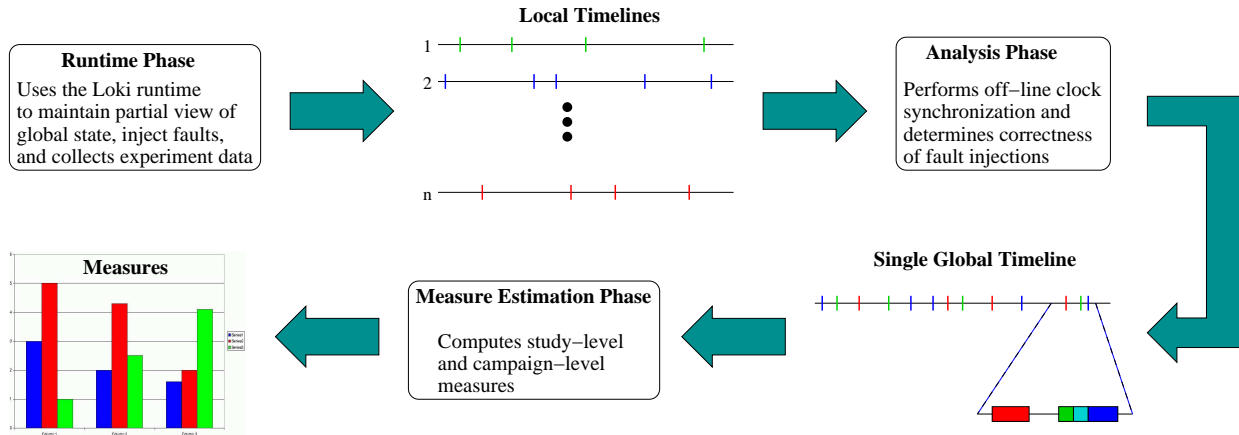 Local Timelines
Runtime Phase
Uses the Loki runtime
to maintain partial view of
global state, inject faults,
and collects experiment data
1
2
n
Analysis Phase
Performs off−line clock
synchronization and
determines correctness
of fault injections
Single Global Timeline
Measure Estimation Phase
Computes study−level
and campaign−level
measures
Measures